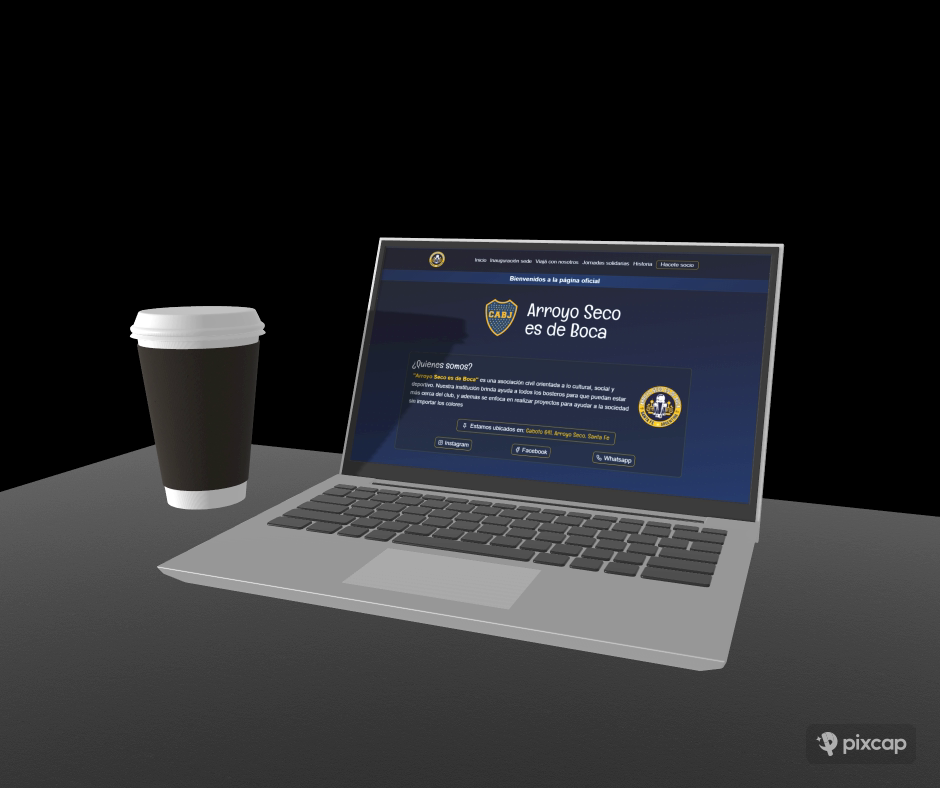 Inicio Inauguración sede Viajá con nosotros Jornadas solidarias Historia Hacete socio
Bienvenidos a la página oficial
CABJ
Arroyo Seco
es de Boca
¿Quienes somos?
"Arroyo Seco es de Boca" es una asociación civil orientada a lo cultural, social y
deportivo. Nuestra institución brinda ayuda a todos los bosteros para que puedan estar
más cerca del club, y además se enfoca en realizar proyectos para ayudar a la sociedad
sin importar los colores
Estamos ubicados en: Gaboto 641, Arroyo Seco, Santa Fe
Instagram
Facebook
Whatsapp
pixcap